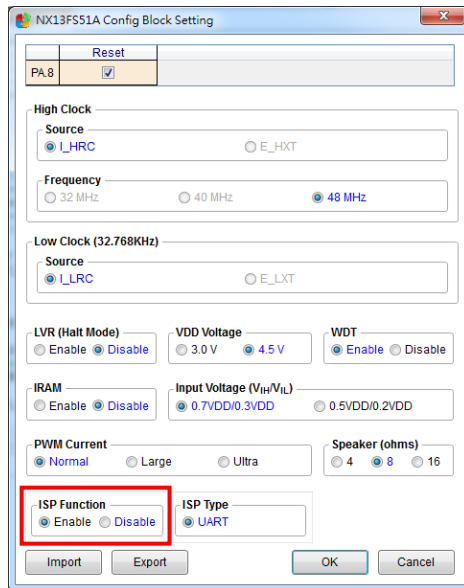 NX13FS51A Config Block Setting
Reset
PA.8
High Clock
Source
I_HRC E_HXT
Frequency
32 MHz 40 MHz 48 MHz
Low Clock (32.768KHz)
Source
I_LRC E_LXT
LVR (Halt Mode) VDD Voltage WDT
Enable Disable 3.0 V 4.5 V Enable Disable
IRAM Input Voltage (VIH/VIL)
Enable Disable 0.7VDD/0.3VDD 0.5VDD/0.2VDD
PWM Current Speaker (ohms)
Normal Large Ultra 4 8 16
ISP Function ISP Type
Enable Disable UART
Import Export OK Cancel